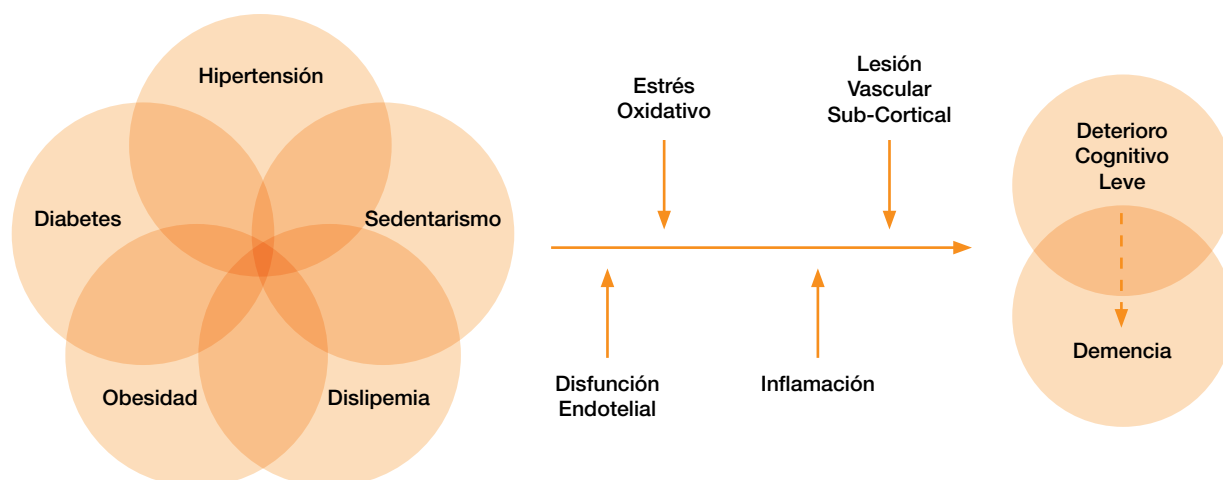 Hipertensión
Diabetes
Sedentarismo
Obesidad
Dislipemia
Estrés
Oxidativo
Lesión
Vascular
Sub-Cortical
Disfunción
Endotelial
Inflamación
Deterioro
Cognitivo
Leve
Demencia